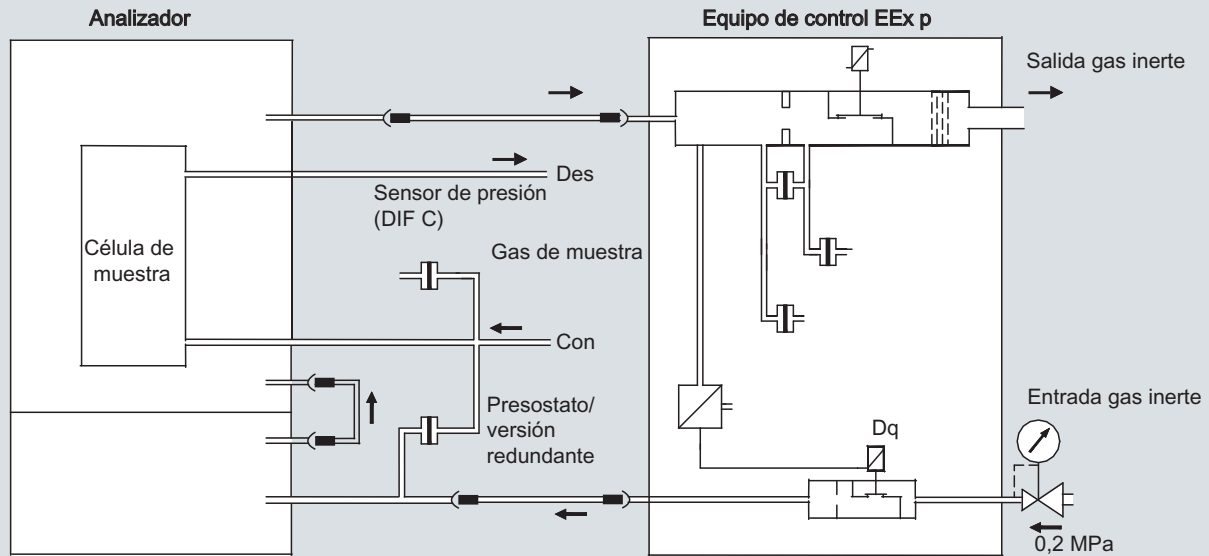 Analizador
Equipo de control EEx p
Salida gas inerte
Des
Sensor de presión
(DIF C)
Célula de
muestra
Gas de muestra
Con
Presostato/
versión
redundante
Dq
Entrada gas inerte
0,2 MPa